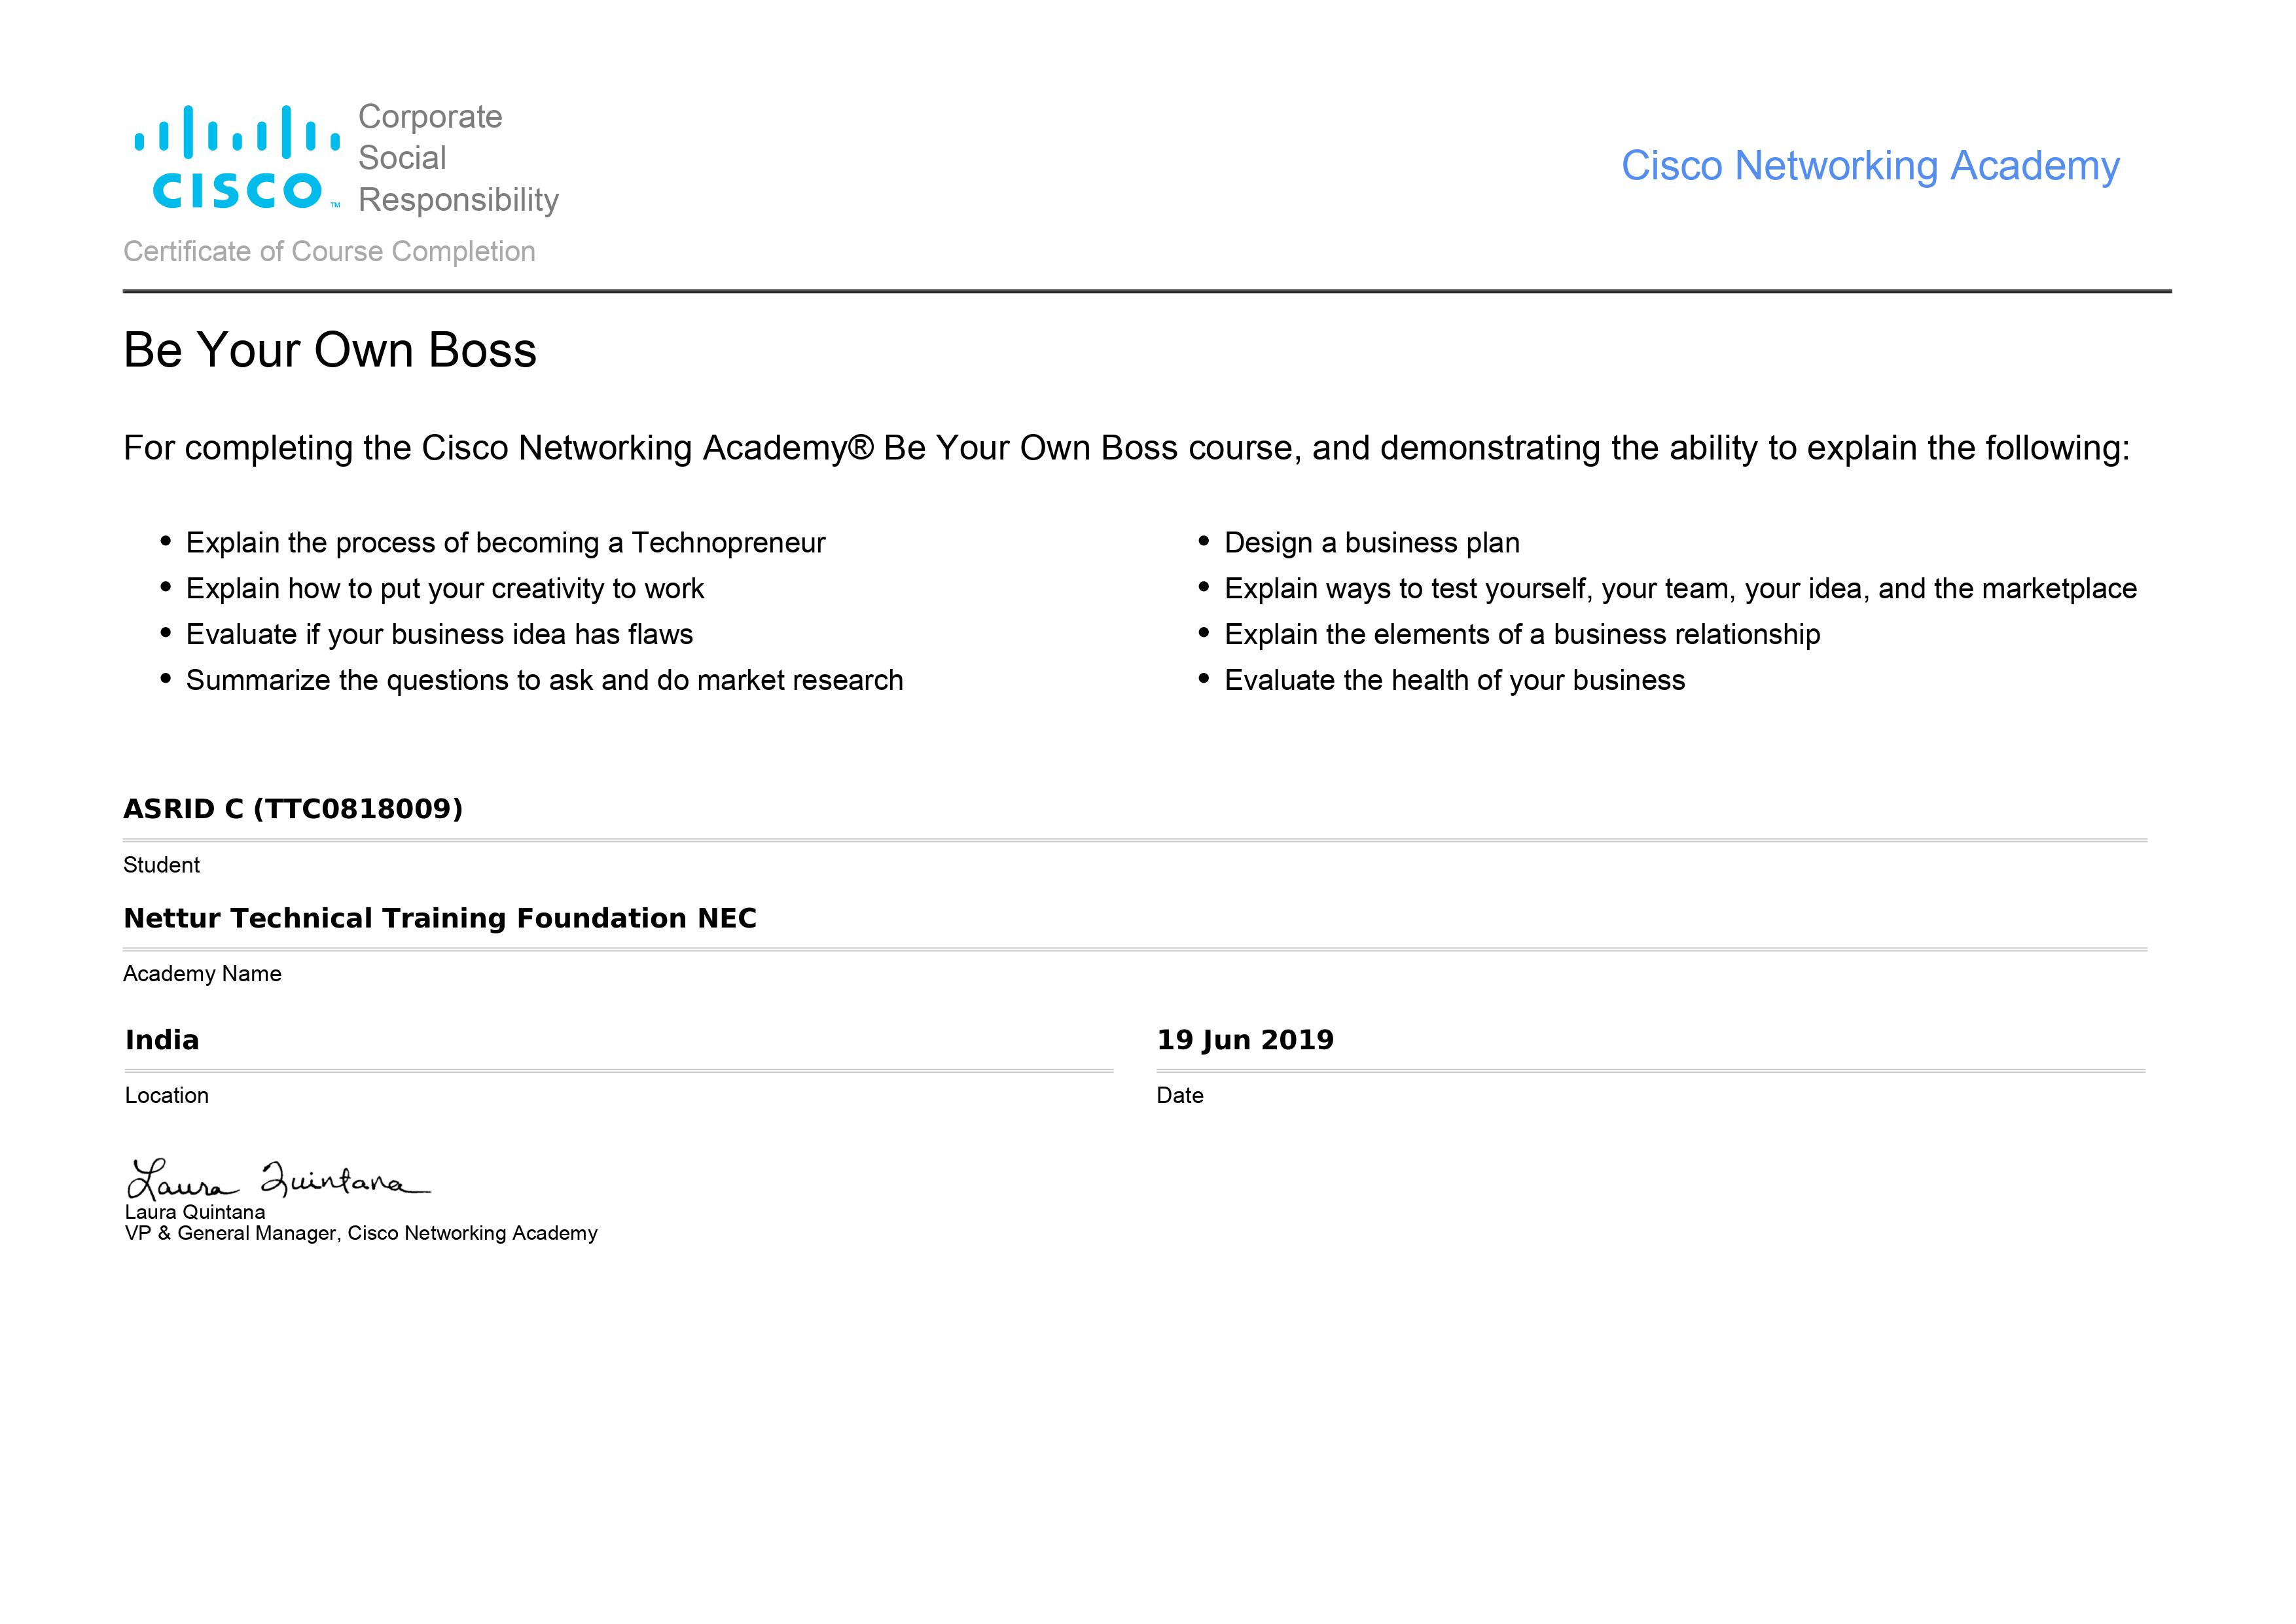 Corporate
Social
Responsibility
CISCO™
Cisco Networking Academy
Certificate of Course Completion
Be Your Own Boss
For completing the Cisco Networking Academy® Be Your Own Boss course, and demonstrating the ability to explain the following:
• Explain the process of becoming a Technopreneur
• Explain how to put your creativity to work
• Evaluate if your business idea has flaws
• Summarize the questions to ask and do market research
• Design a business plan
• Explain ways to test yourself, your team, your idea, and the marketplace
• Explain the elements of a business relationship
• Evaluate the health of your business
ASRID C (TTC0818009)
Student
Nettur Technical Training Foundation NEC
Academy Name
India
Location
19 Jun 2019
Date
Laura Quintana
Laura Quintana
VP & General Manager, Cisco Networking Academy